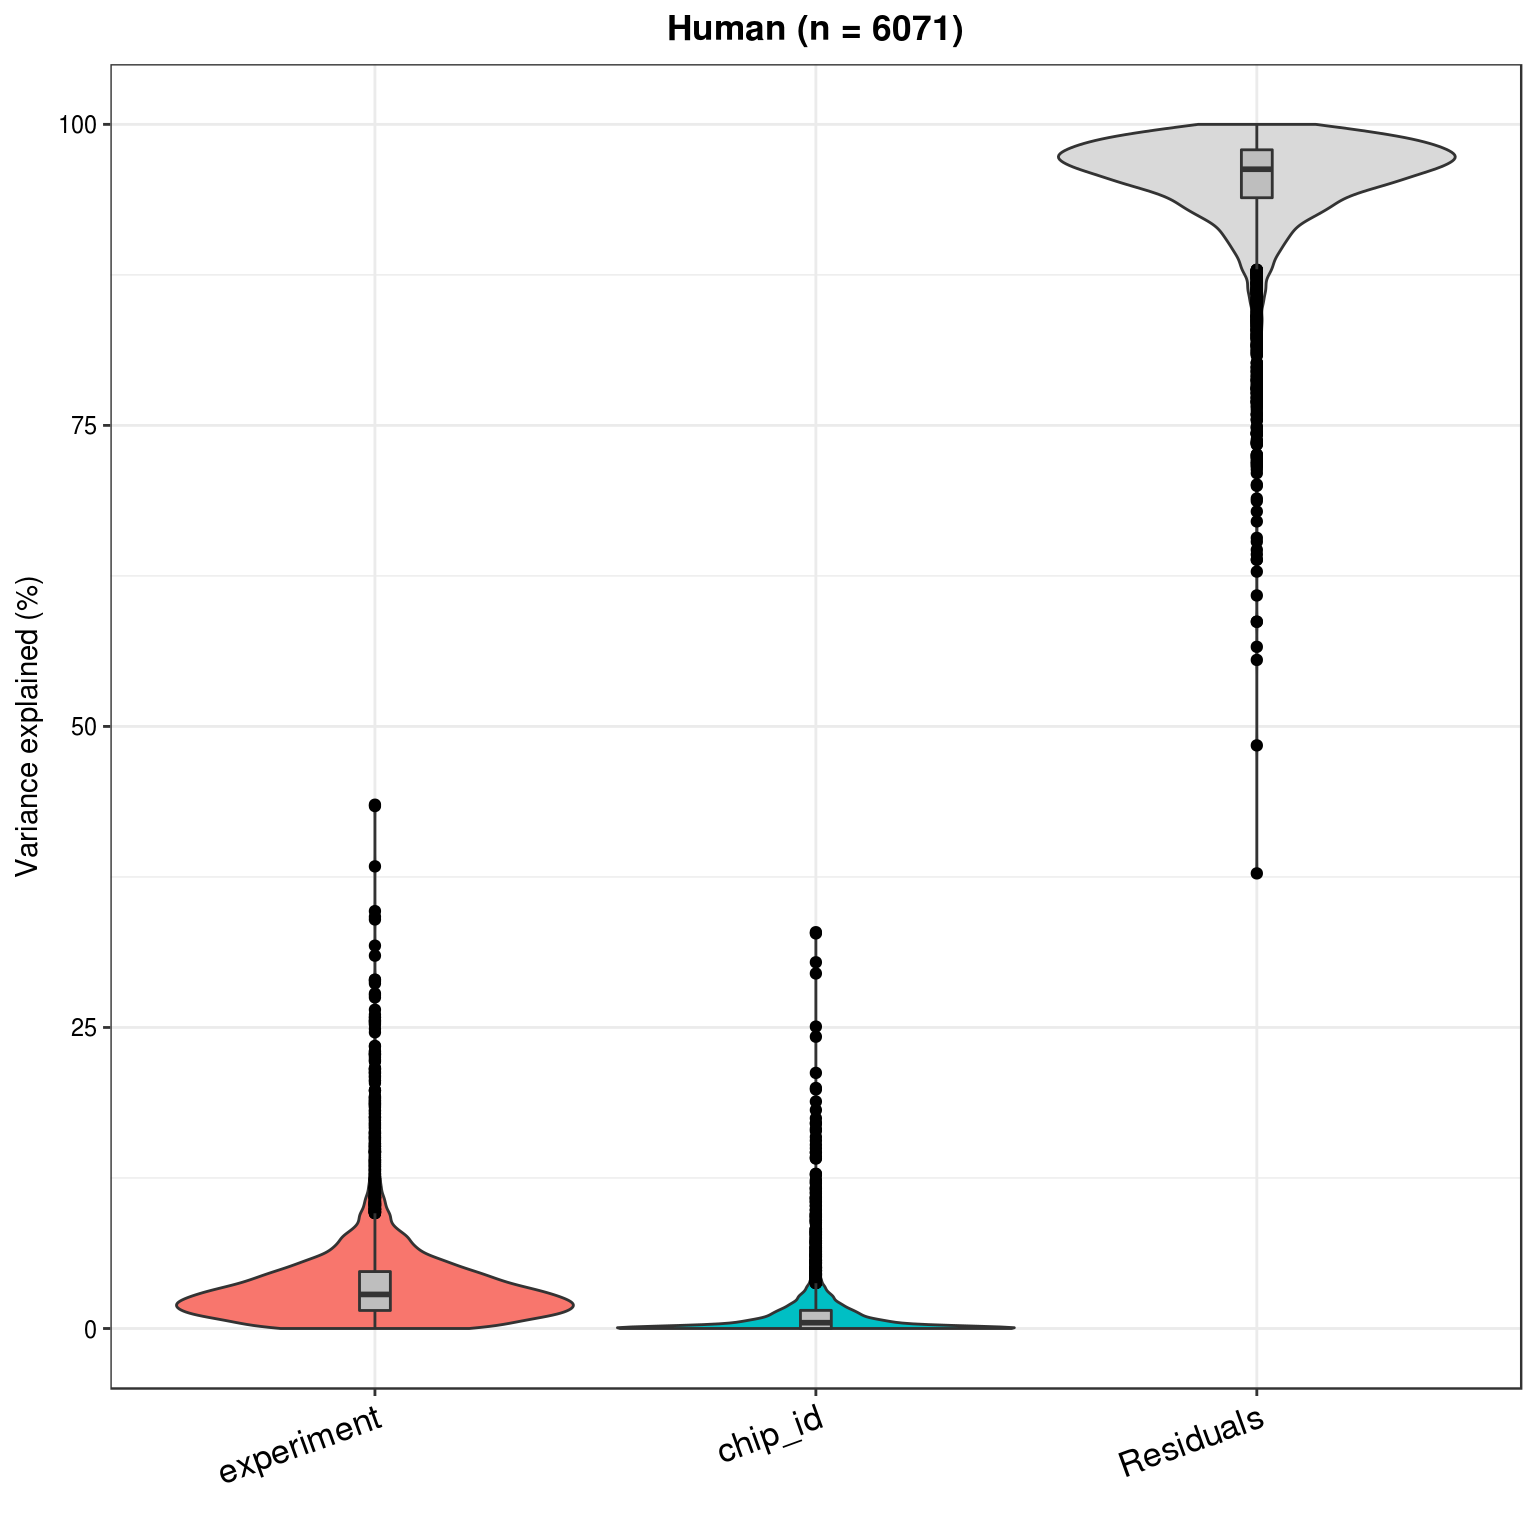 Human (n = 6071)
Variance explained (%)
100
75
50
25
0
experiment
chip_id
Residuals